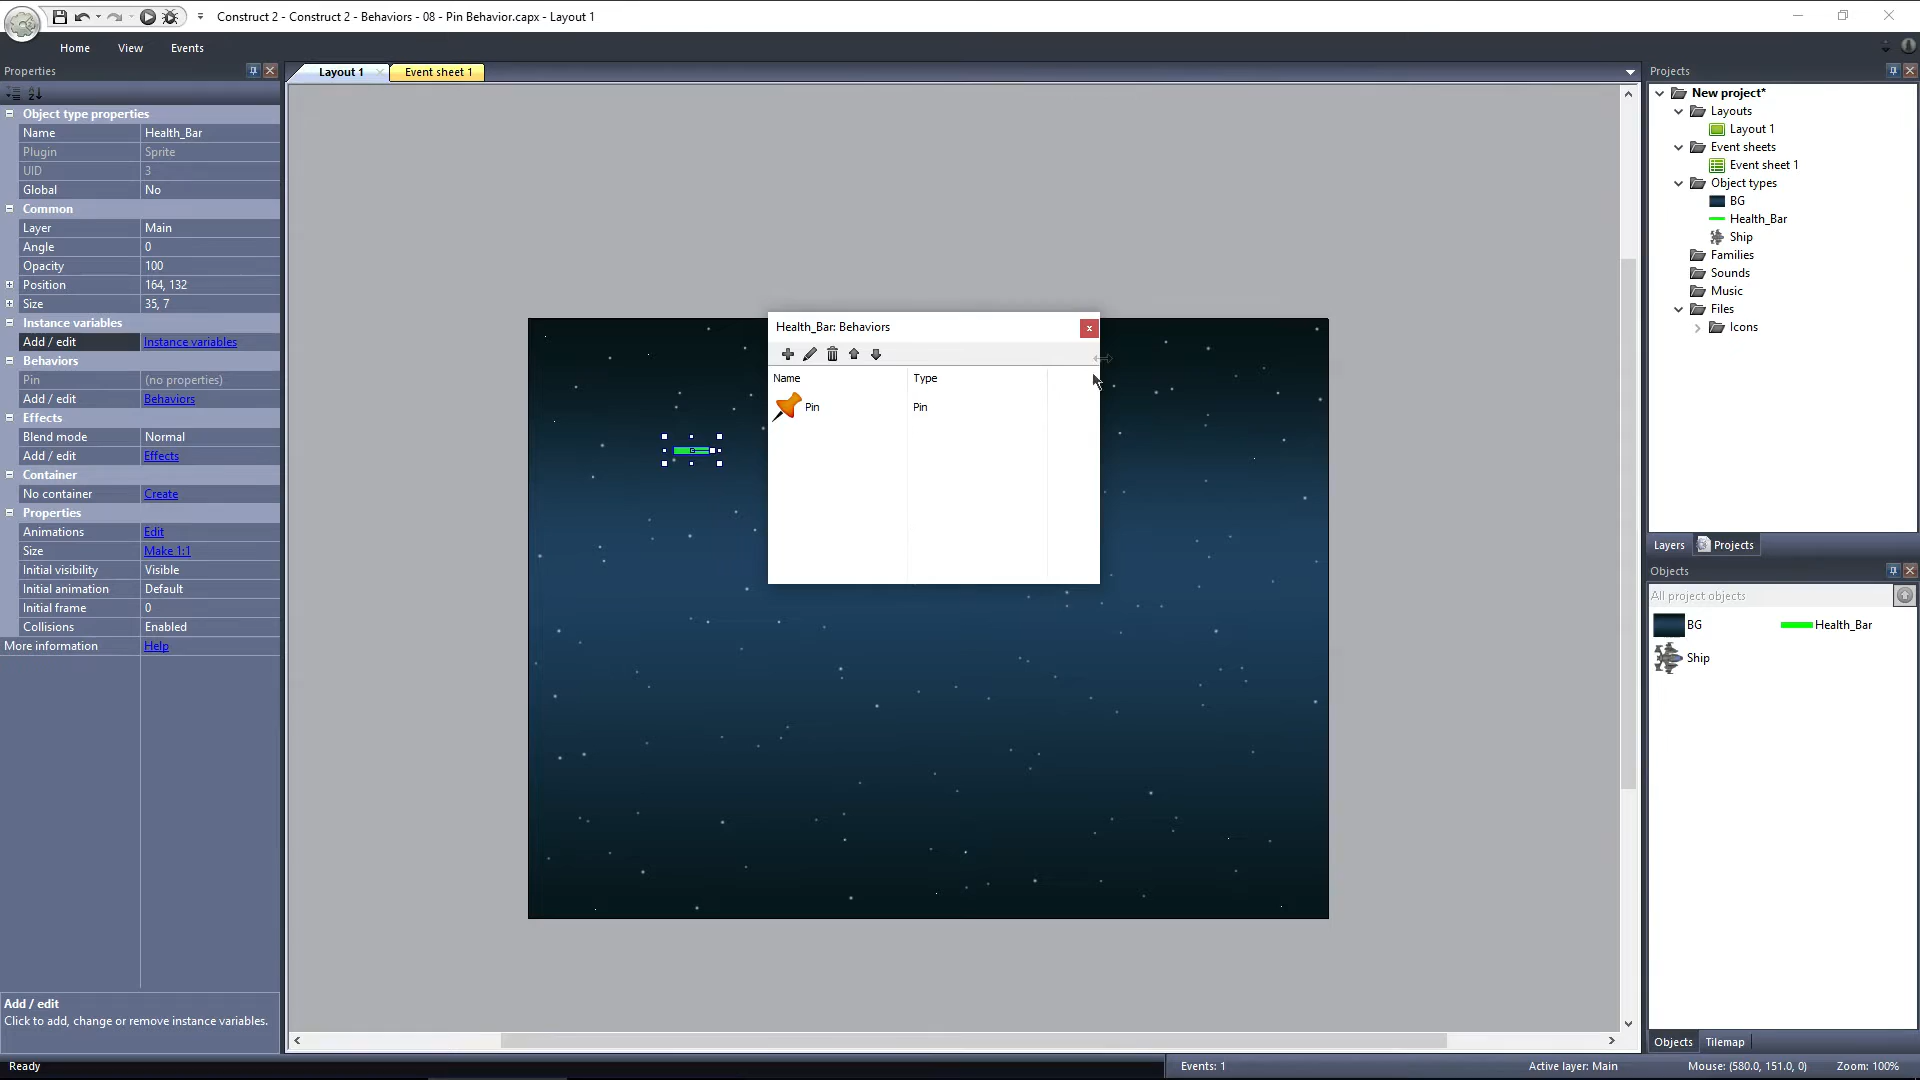 Construct 2 - Construct 2 - Behaviors - 08 - Pin Behavior.capx - Layout 1
Home View Events
Properties
Layout 1 Event sheet 1
Object type properties
Name Health_Bar
Plugin Sprite
UID 3
Global No
Common
Layer Main
Angle 0
Opacity 100
Position 164, 132
Size 35, 7
Instance variables
Add / edit Instance variables
Behaviors
Pin (no properties)
Add / edit Behaviors
Effects
Blend mode Normal
Add / edit Effects
Container
No container Create
Properties
Animations Edit
Size Make 1:1
Initial visibility Visible
Initial animation Default
Initial frame 0
Collisions Enabled
More information Help
Add / edit
Click to add, change or remove instance variables.
Health_Bar: Behaviors
x
Name Type
Pin Pin
Projects
New project*
Layouts
Layout 1
Event sheets
Event sheet 1
Object types
BG
Health_Bar
Ship
Families
Sounds
Music
Files
Icons
Layers Projects
Objects
All project objects
BG Health_Bar
Ship
Objects Tilemap
Ready Events: 1 Active layer: Main Mouse: (580.0, 151.0, 0) Zoom: 100%